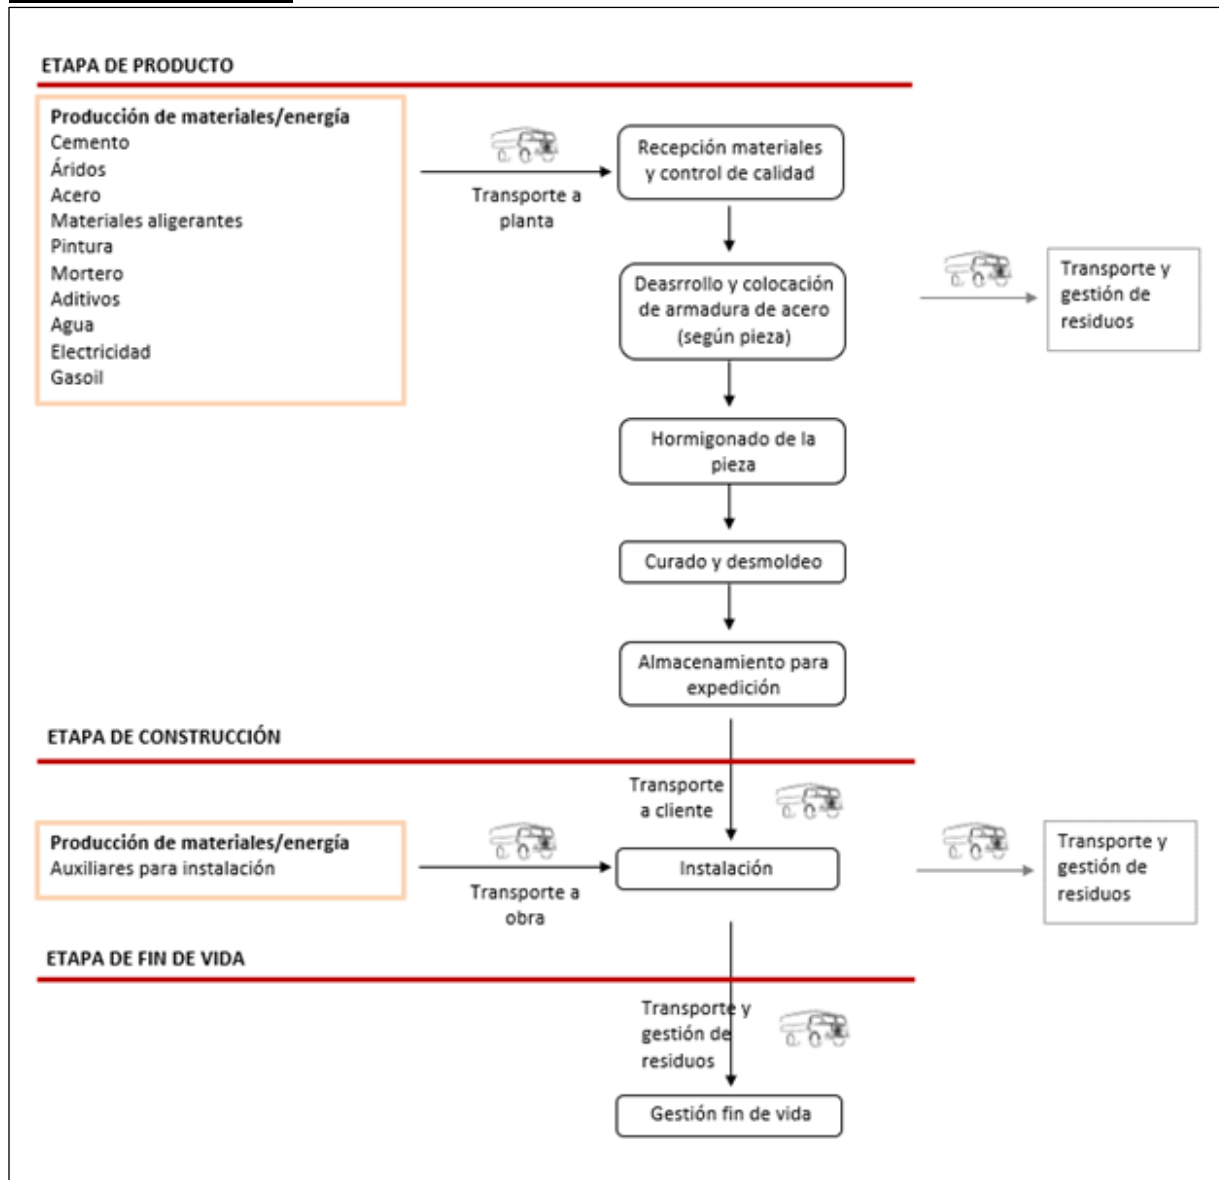 ETAPA DE PRODUCTO
Producción de materiales/energía
Cemento
Áridos
Acero
Materiales aligerantes
Pintura
Mortero
Aditivos
Agua
Electricidad
Gasoil
Transporte a
planta
Recepción materiales
y control de calidad
Deasrrollo y colocación
de armadura de acero
(según pieza)
Transporte y
gestión de
residuos
Hormigonado de la
pieza
Curado y desmoldeo
Almacenamiento para
expedición
ETAPA DE CONSTRUCCIÓN
Transporte
a cliente
Producción de materiales/energía
Auxiliares para instalación
Transporte a
obra
Instalación
Transporte y
gestión de
residuos
ETAPA DE FIN DE VIDA
Transporte y
gestión de
residuos
Gestión fin de vida